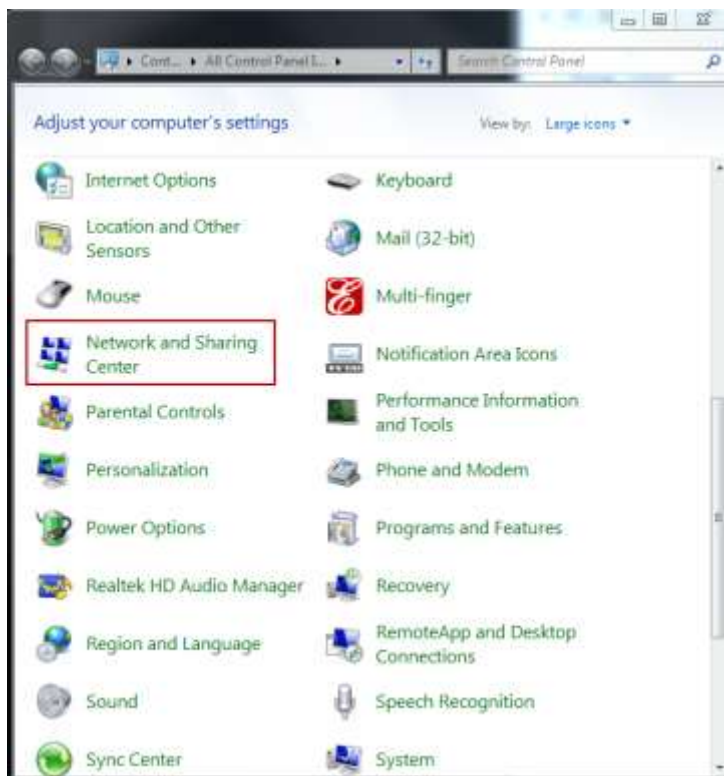 Cont... All Control Panel I...
Search Control Panel
Adjust your computer's settings
View by: Large icons
Internet Options
Keyboard
Location and Other
Sensors
Mail (32-bit)
Mouse
Multi-finger
Network and Sharing
Center
Notification Area Icons
Parental Controls
Performance Information
and Tools
Personalization
Phone and Modem
Power Options
Programs and Features
Realtek HD Audio Manager
Recovery
Region and Language
RemoteApp and Desktop
Connections
Sound
Speech Recognition
Sync Center
System